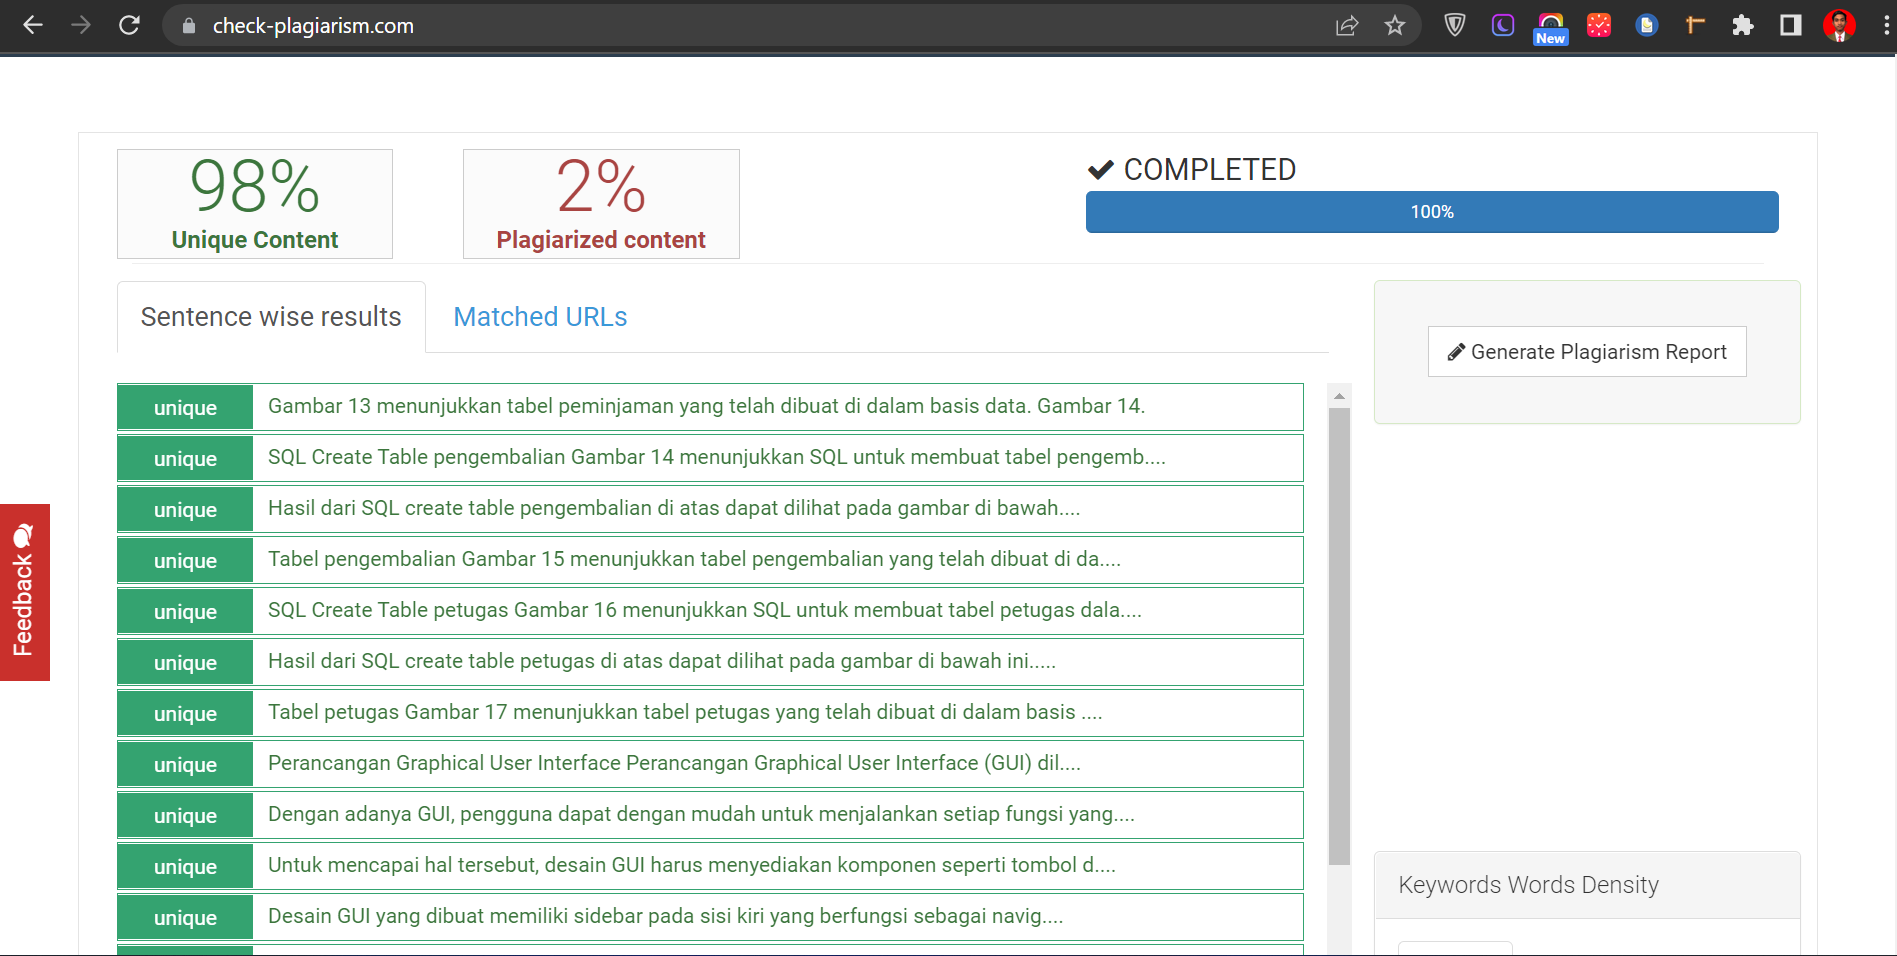 check-plagiarism.com
New
98%
Unique Content
2%
Plagiarized content
COMPLETED
100%
Sentence wise results
Matched URLs
Generate Plagiarism Report
unique Gambar 13 menunjukkan tabel peminjaman yang telah dibuat di dalam basis data. Gambar 14.
unique SQL Create Table pengembalian Gambar 14 menunjukkan SQL untuk membuat tabel pengemb....
unique Hasil dari SQL create table pengembalian di atas dapat dilihat pada gambar di bawah....
unique Tabel pengembalian Gambar 15 menunjukkan tabel pengembalian yang telah dibuat di da....
unique SQL Create Table petugas Gambar 16 menunjukkan SQL untuk membuat tabel petugas dala....
unique Hasil dari SQL create table petugas di atas dapat dilihat pada gambar di bawah ini.....
unique Tabel petugas Gambar 17 menunjukkan tabel petugas yang telah dibuat di dalam basis ....
unique Perancangan Graphical User Interface Perancangan Graphical User Interface (GUI) dil....
unique Dengan adanya GUI, pengguna dapat dengan mudah untuk menjalankan setiap fungsi yang....
unique Untuk mencapai hal tersebut, desain GUI harus menyediakan komponen seperti tombol d....
unique Desain GUI yang dibuat memiliki sidebar pada sisi kiri yang berfungsi sebagai navig....
Feedback
Keywords Words Density